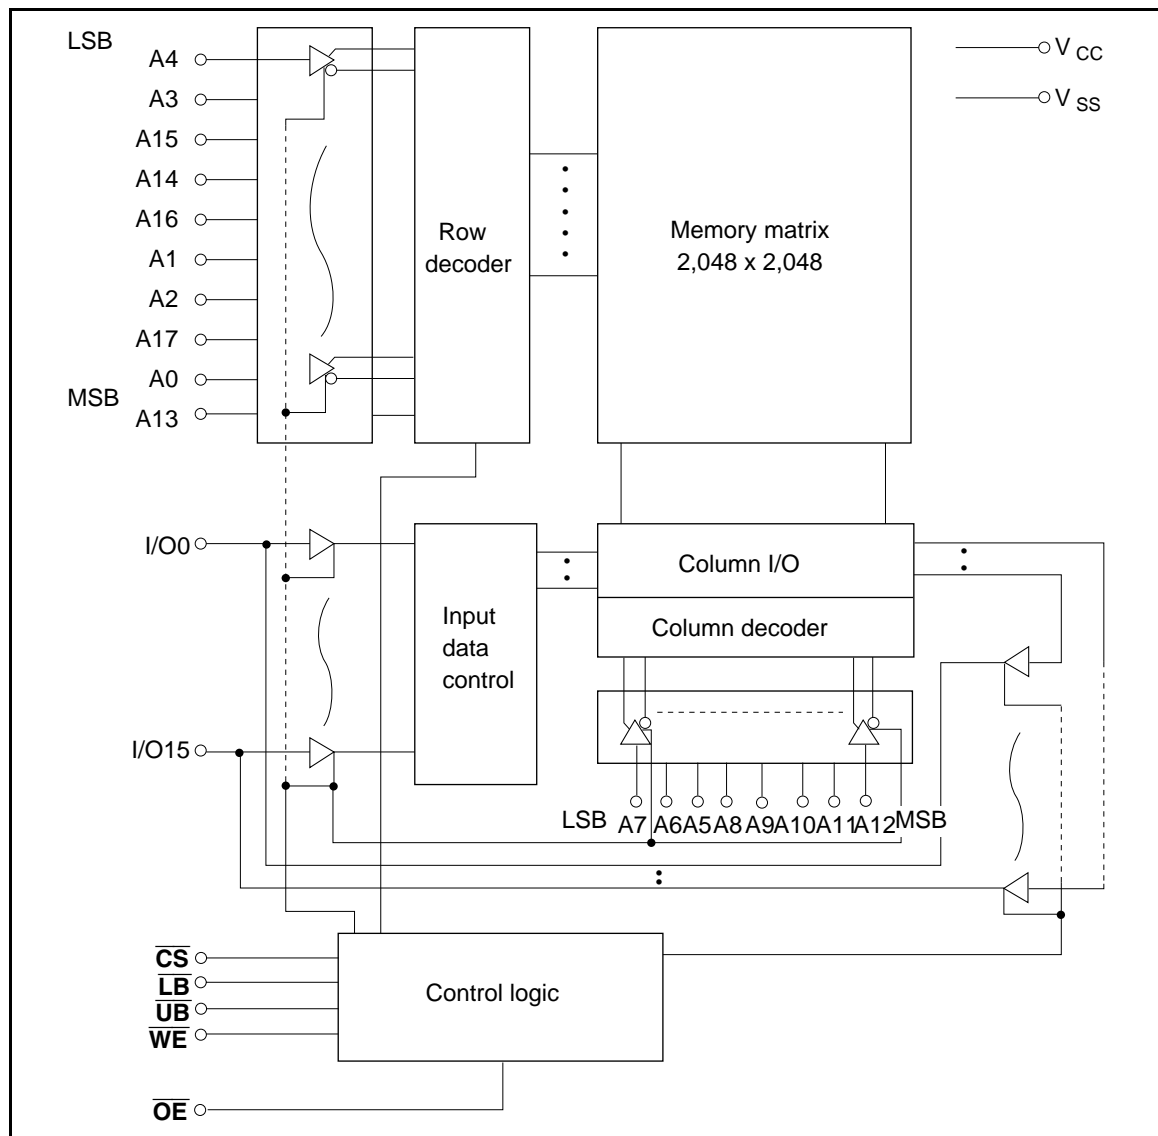 LSB
A4
A3
A15
A14
A16
A1
A2
A17
A0
MSB
A13
Row
decoder
Memory matrix
2,048 x 2,048
V CC
V SS
I/O0
I/O15
Input
data
control
Column I/O
Column decoder
LSB A7 A6 A5 A8 A9 A10 A11 A12 MSB
CS
LB
UB
WE
OE
Control logic